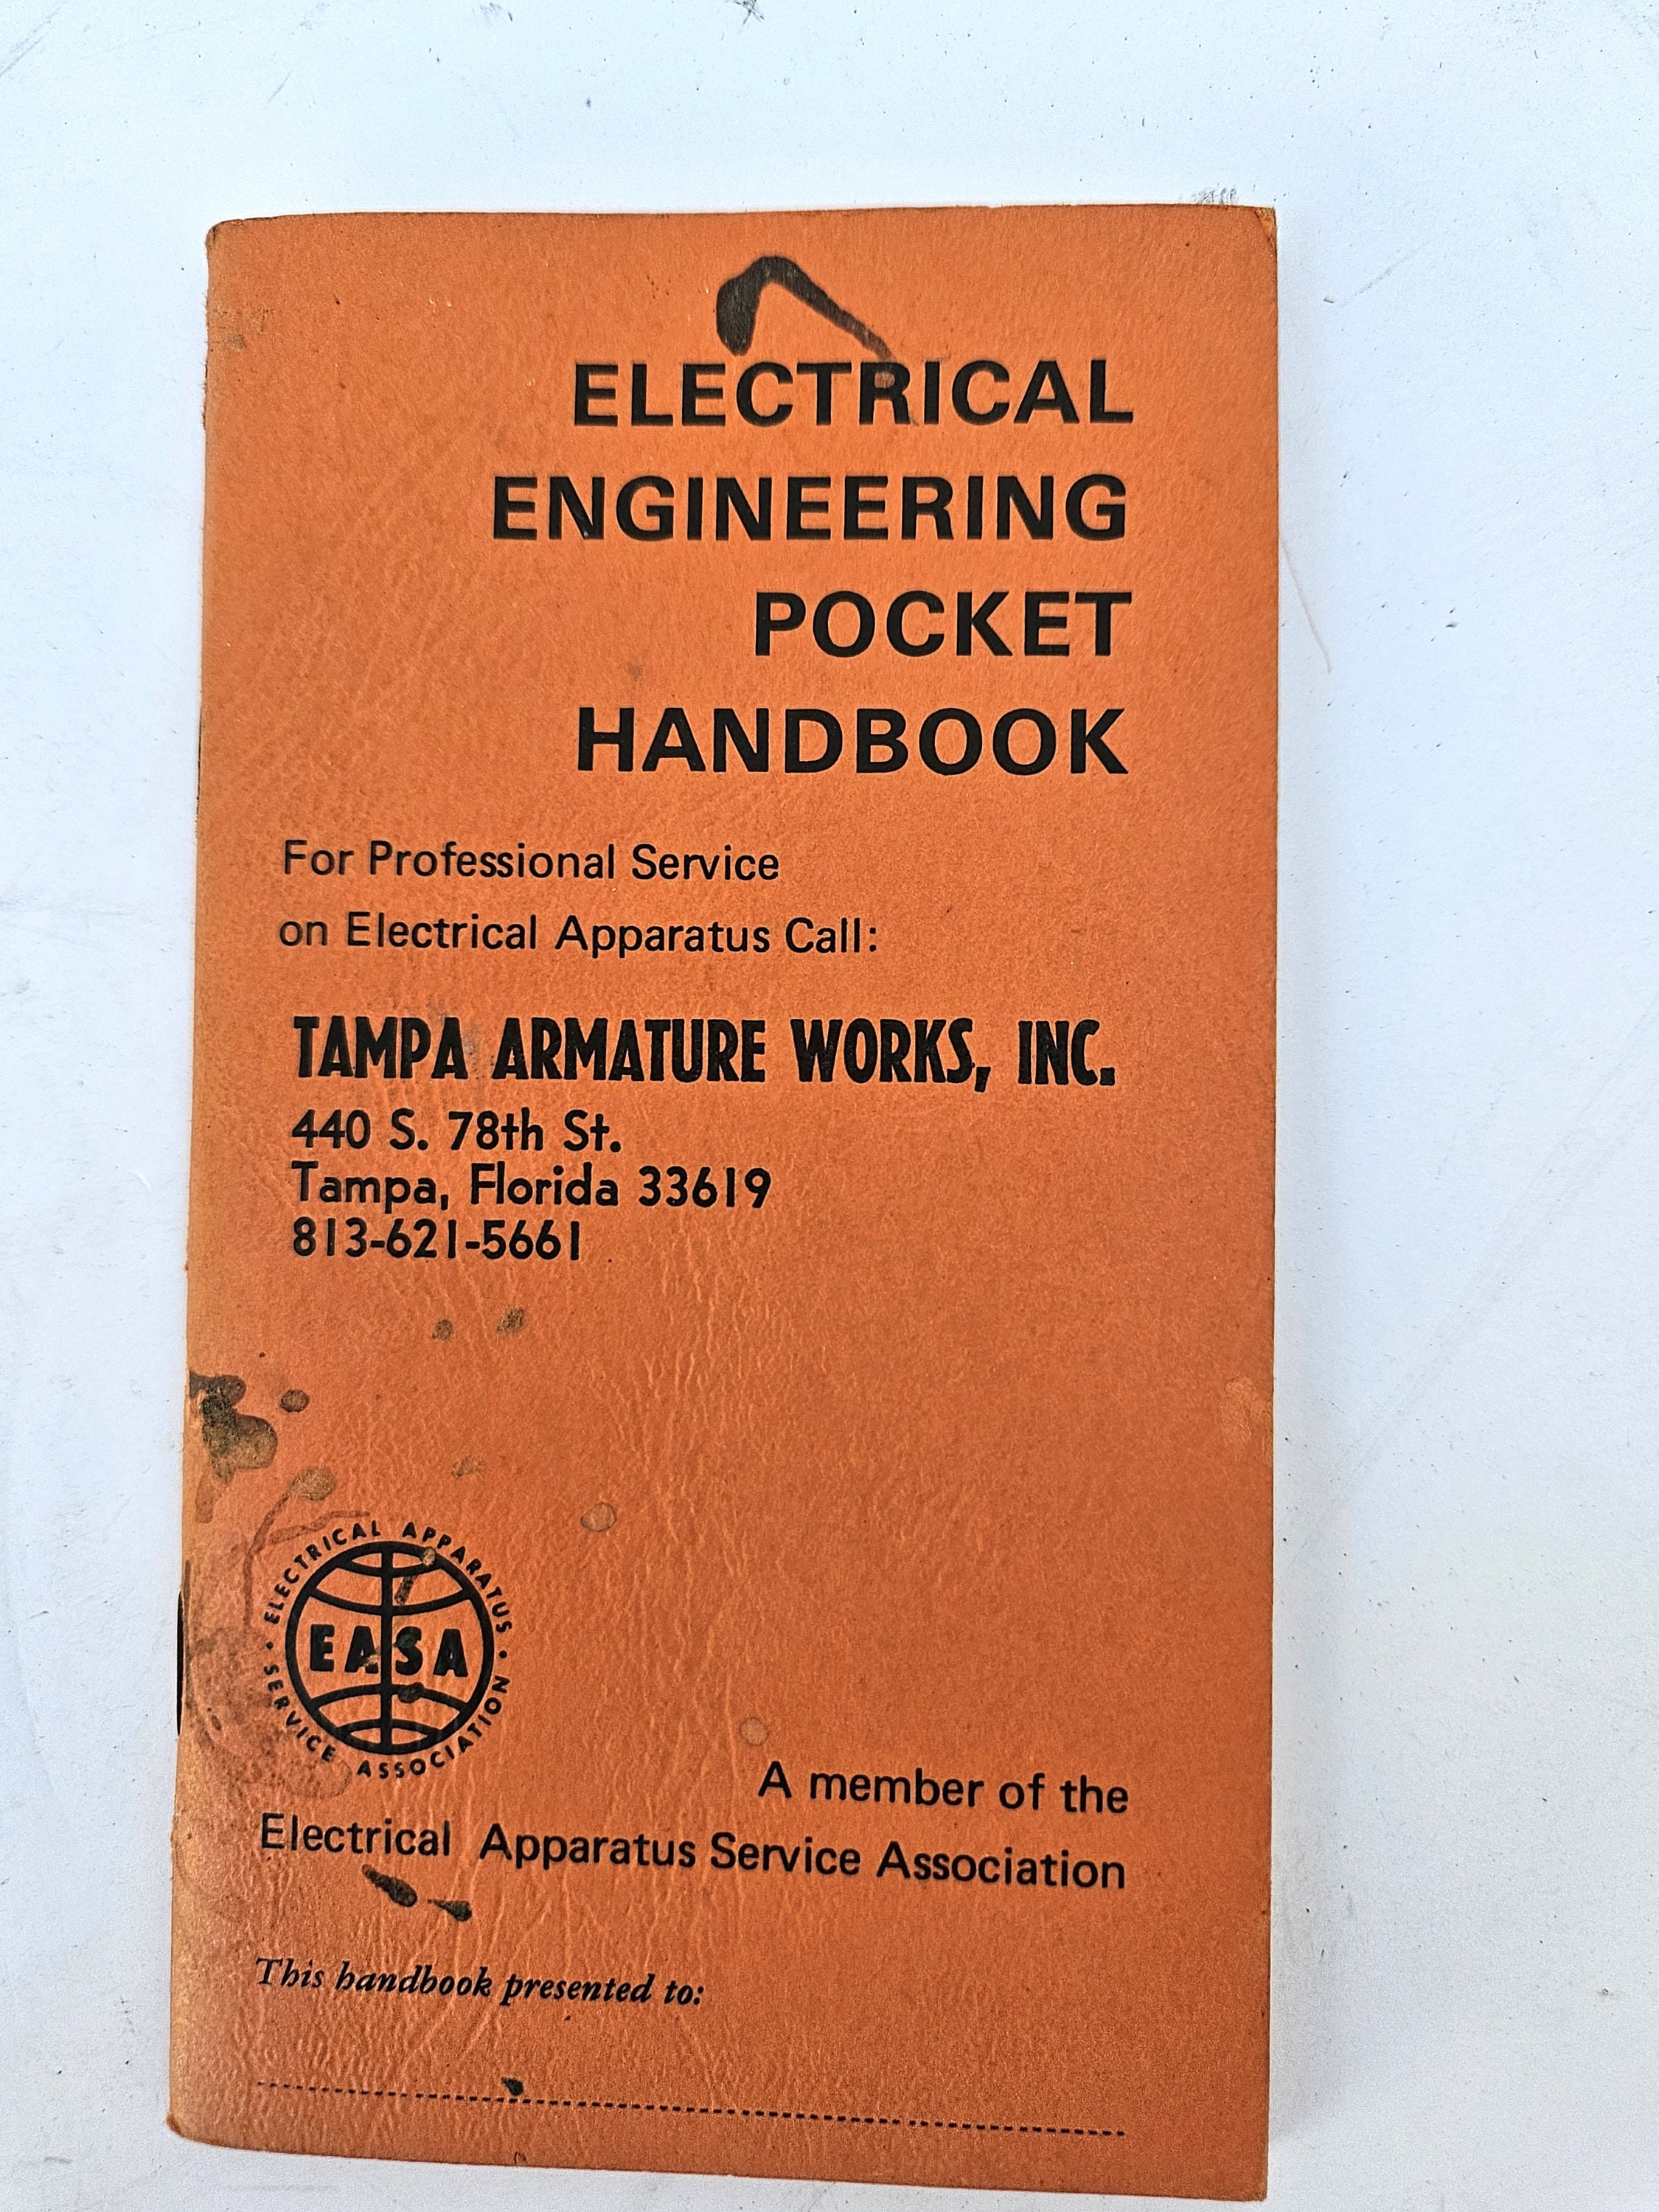 ELECTRICAL
ENGINEERING
POCKET
HANDBOOK
For Professional Service
on Electrical Apparatus Call:
TAMPA ARMATURE WORKS, INC.
440 S. 78th St.
Tampa, Florida 33619
813-621-5661
ELECTRICAL APPARATUS
EASA
SERVICE ASSOCIATION
A member of the
Electrical Apparatus Service Association
This handbook presented to: